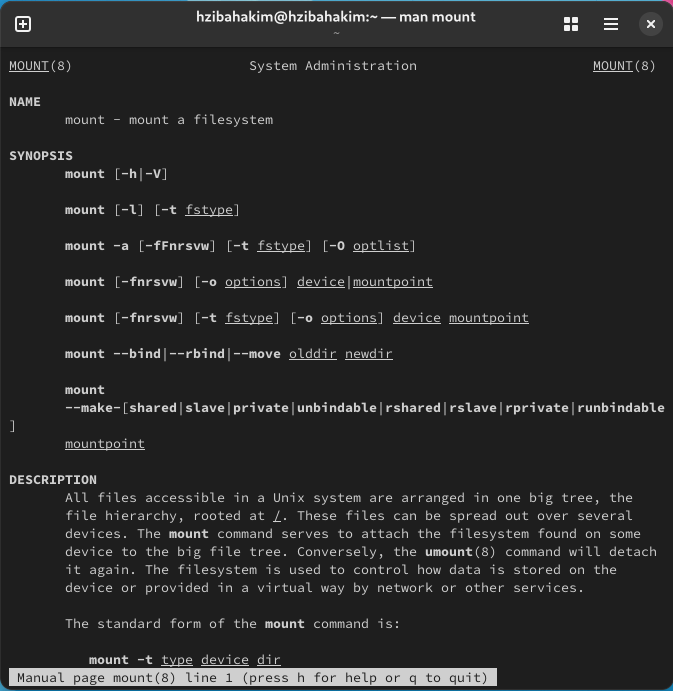 hzibahakim@hzibahakim:~ — man mount
~
MOUNT(8) System Administration MOUNT(8)
NAME
mount - mount a filesystem
SYNOPSIS
mount [-h|-V]
mount [-l] [-t fstype]
mount -a [-fFnrsvw] [-t fstype] [-O optlist]
mount [-fnrsvw] [-o options] device|mountpoint
mount [-fnrsvw] [-t fstype] [-o options] device mountpoint
mount --bind|--rbind|--move olddir newdir
mount
--make-[shared|slave|private|unbindable|rshared|rslave|rprivate|runbindable
]
mountpoint
DESCRIPTION
All files accessible in a Unix system are arranged in one big tree, the
file hierarchy, rooted at /. These files can be spread out over several
devices. The mount command serves to attach the filesystem found on some
device to the big file tree. Conversely, the umount(8) command will detach
it again. The filesystem is used to control how data is stored on the
device or provided in a virtual way by network or other services.
The standard form of the mount command is:
mount -t type device dir
Manual page mount(8) line 1 (press h for help or q to quit)